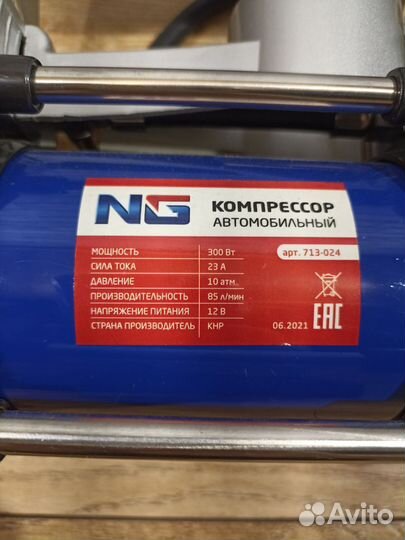 NG
КОМПРЕССОР
АВТОМОБИЛЬНЫЙ
МОЩНОСТЬ 300 Вт
арт. 713-024
СИЛА ТОКА 23 А
ДАВЛЕНИЕ 10 атм.
ПРОИЗВОДИТЕЛЬНОСТЬ 85 л/мин
НАПРЯЖЕНИЕ ПИТАНИЯ 12 В
СТРАНА ПРОИЗВОДИТЕЛЬ КНР
06.2021
EAC
Avito